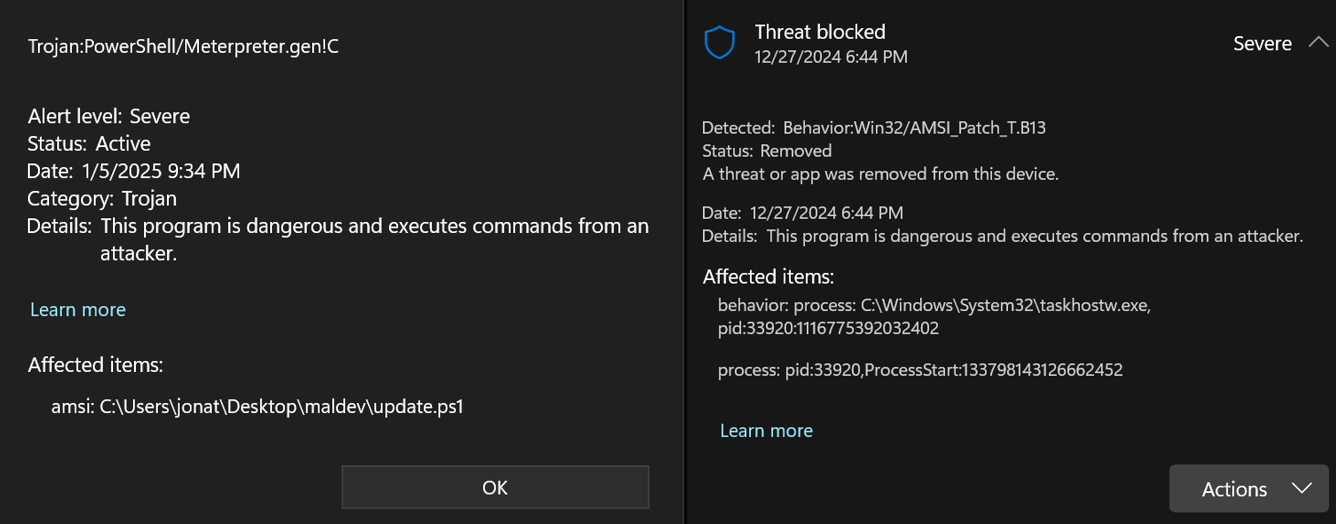 Trojan:PowerShell/Meterpreter.gen!C
Alert level: Severe
Status: Active
Date: 1/5/2025 9:34 PM
Category: Trojan
Details: This program is dangerous and executes commands from an
attacker.
Learn more
Affected items:
amsi: C:\Users\jonat\Desktop\maldev\update.ps1
OK
Threat blocked
12/27/2024 6:44 PM
Severe
Detected: Behavior:Win32/AMSI_Patch_T.B13
Status: Removed
A threat or app was removed from this device.
Date: 12/27/2024 6:44 PM
Details: This program is dangerous and executes commands from an attacker.
Affected items:
behavior: process: C:\Windows\System32\taskhostw.exe,
pid:33920:1116775392032402
process: pid:33920,ProcessStart:133798143126662452
Learn more
Actions